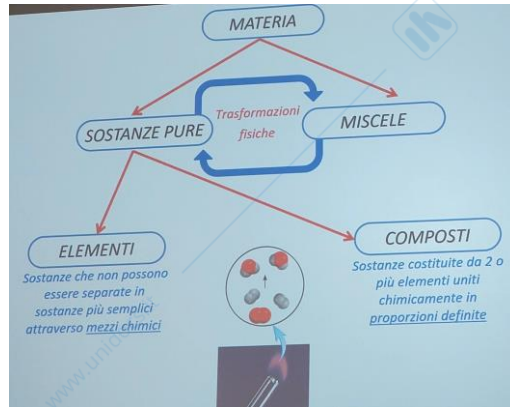 MATERIA
Trasformazioni
fisiche
SOSTANZE PURE
MISCELE
ELEMENTI
Sostanze che non possono
essere separate in
sostanze più semplici
attraverso mezzi chimici
COMPOSTI
Sostanze costituite da 2 o
più elementi uniti
chimicamente in
proporzioni definite